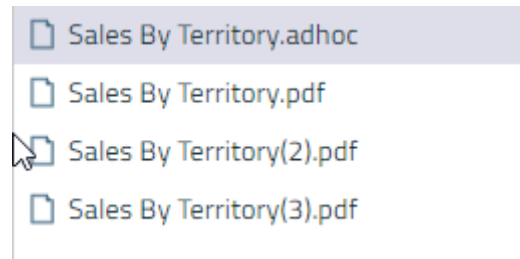 Sales By Territory.adhoc
Sales By Territory.pdf
Sales By Territory(2).pdf
Sales By Territory(3).pdf